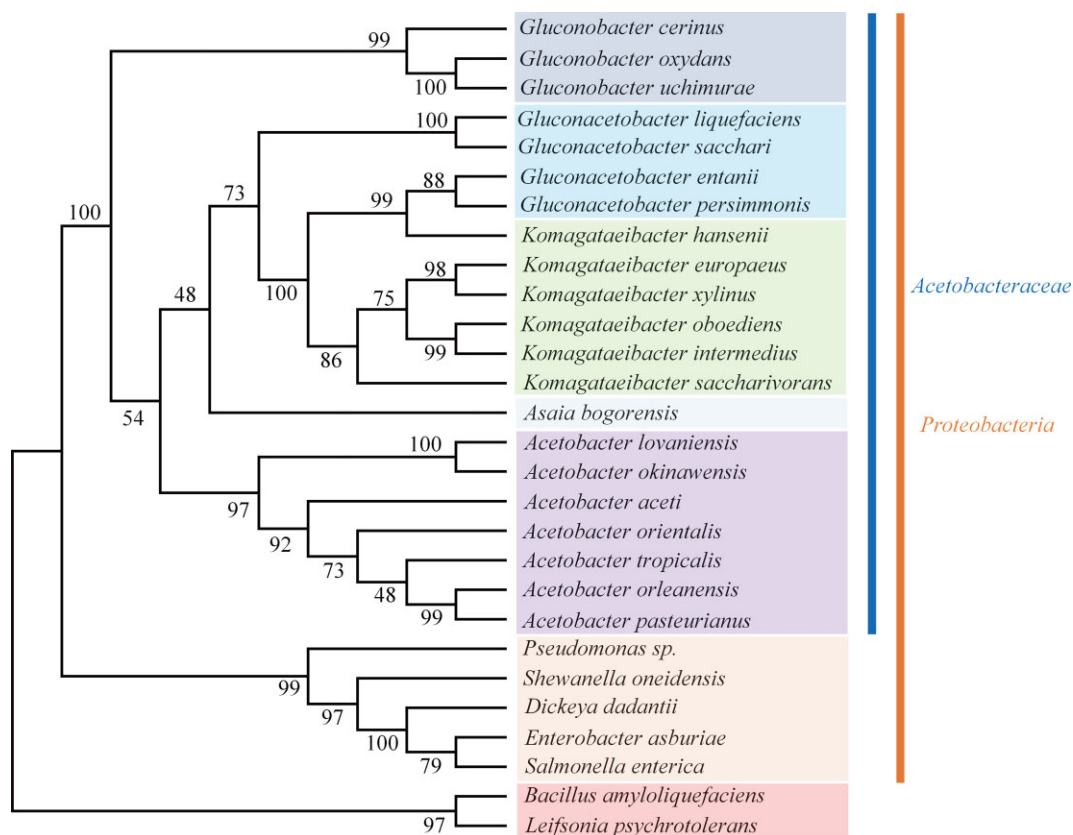 99
Gluconobacter cerinus
Gluconobacter oxydans
100
Gluconobacter uchimurae
100
Gluconacetobacter liquefaciens
Gluconacetobacter sacchari
73
88
Gluconacetobacter entanii
99
Gluconacetobacter persimmonis
100
Komagataeibacter hansenii
98
Komagataeibacter europaeus
48
100
75
Komagataeibacter xylinus
Acetobacteraceae
Komagataeibacter oboediens
86
99
Komagataeibacter intermedius
Komagataeibacter saccharivorans
54
Asaia bogorensis
Proteobacteria
100
Acetobacter lovaniensis
Acetobacter okinawensis
97
Acetobacter aceti
92
Acetobacter orientalis
73
Acetobacter tropicalis
48
Acetobacter orleanensis
99
Acetobacter pasteurianus
Pseudomonas sp.
99
Shewanella oneidensis
97
Dickeya dadantii
100
Enterobacter asburiae
79
Salmonella enterica
Bacillus amyloliquefaciens
97
Leifsonia psychrotolerans